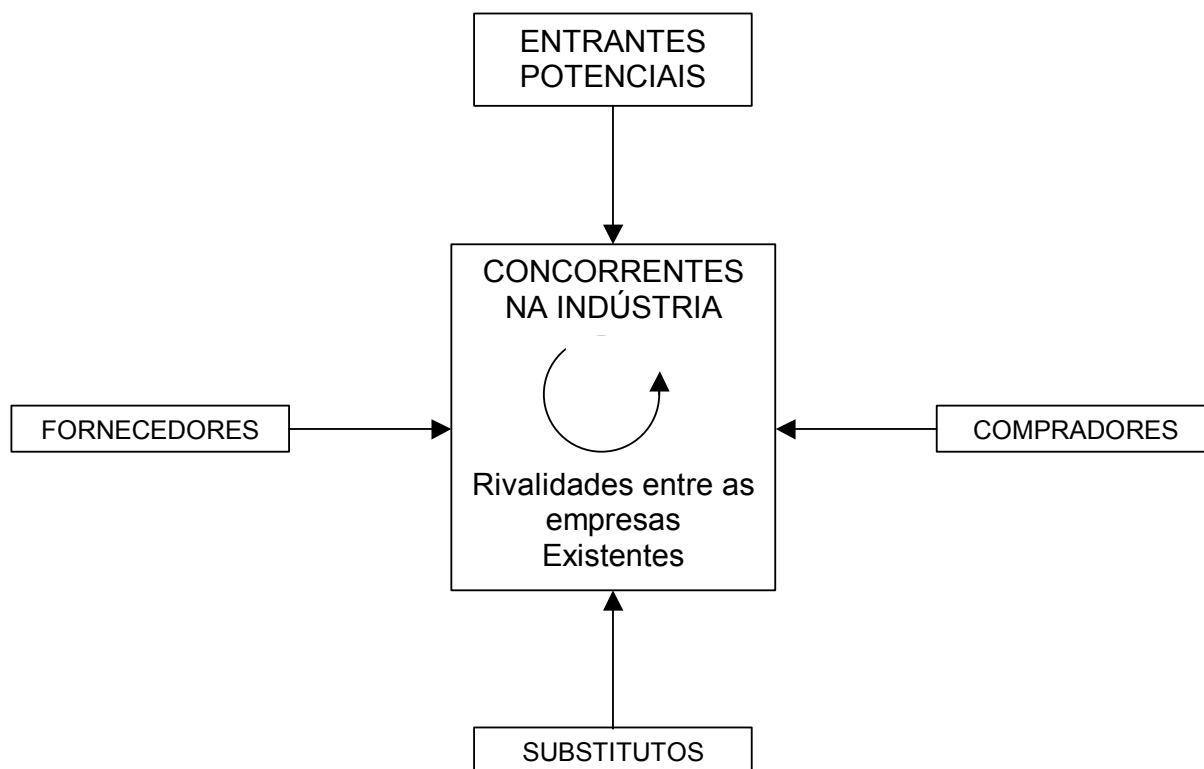 ENTRANTES
POTENCIAIS
CONCORRENTES
NA INDÚSTRIA
FORNECEDORES
COMPRADORES
Rivalidades entre as
empresas
Existentes
SUBSTITUTOS